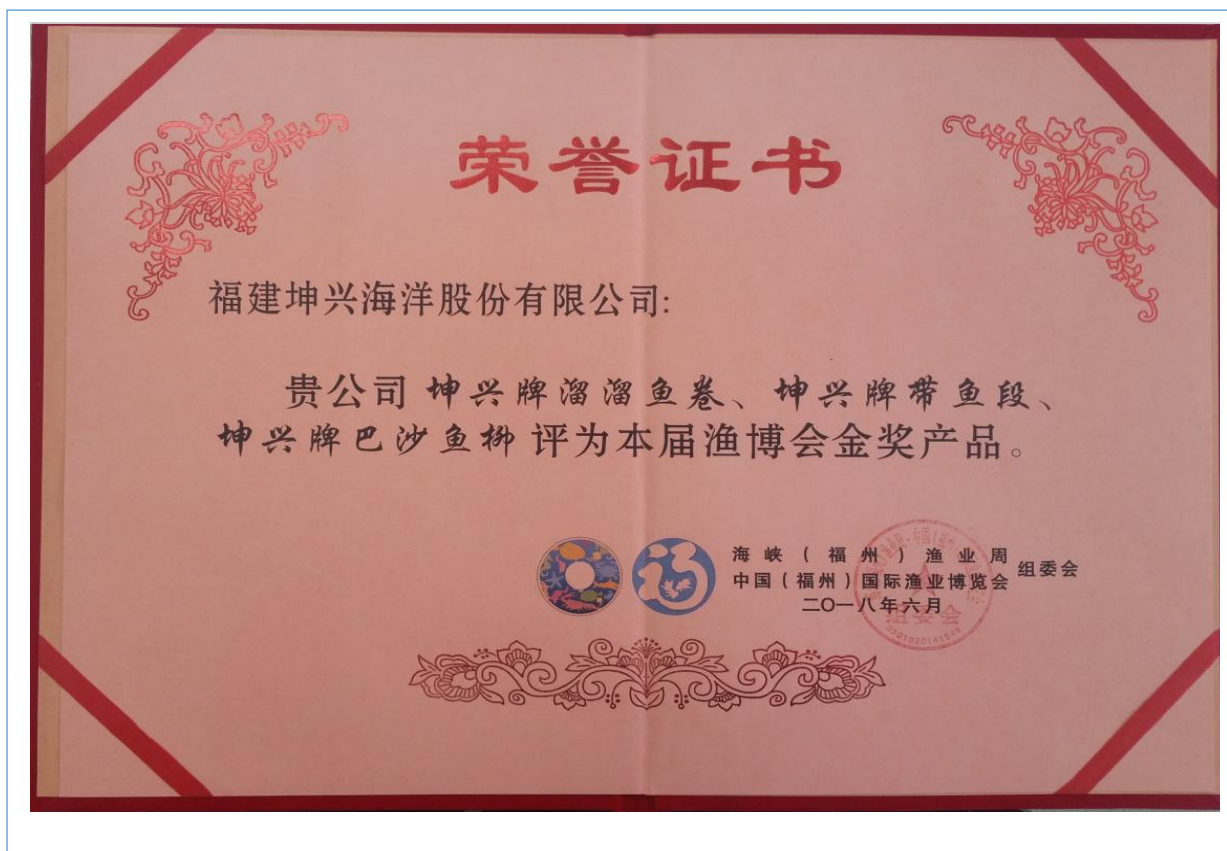 荣誉证书
福建坤兴海洋股份有限公司:
贵公司 坤兴牌溜溜鱼卷、坤兴牌带鱼段、
坤兴牌巴沙鱼柳 评为本届渔博会金奖产品。
海峡(福州)渔业周
中国(福州)国际渔业博览会 组委会
二〇一八年六月
组委会